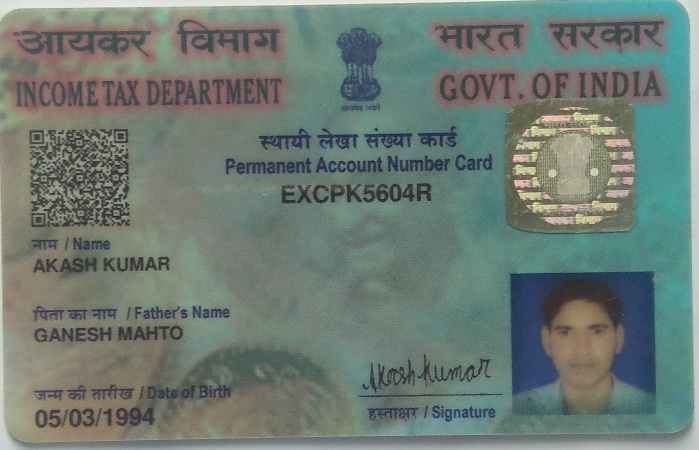 आयकर विभाग
INCOME TAX DEPARTMENT
भारत सरकार
GOVT. OF INDIA
सत्यमेव जयते
स्थायी लेखा संख्या कार्ड
Permanent Account Number Card
EXCPK5604R
नाम / Name
AKASH KUMAR
पिता का नाम / Father's Name
GANESH MAHTO
जन्म की तारीख / Date of Birth
05/03/1994
Akash Kumar
हस्ताक्षर / Signature